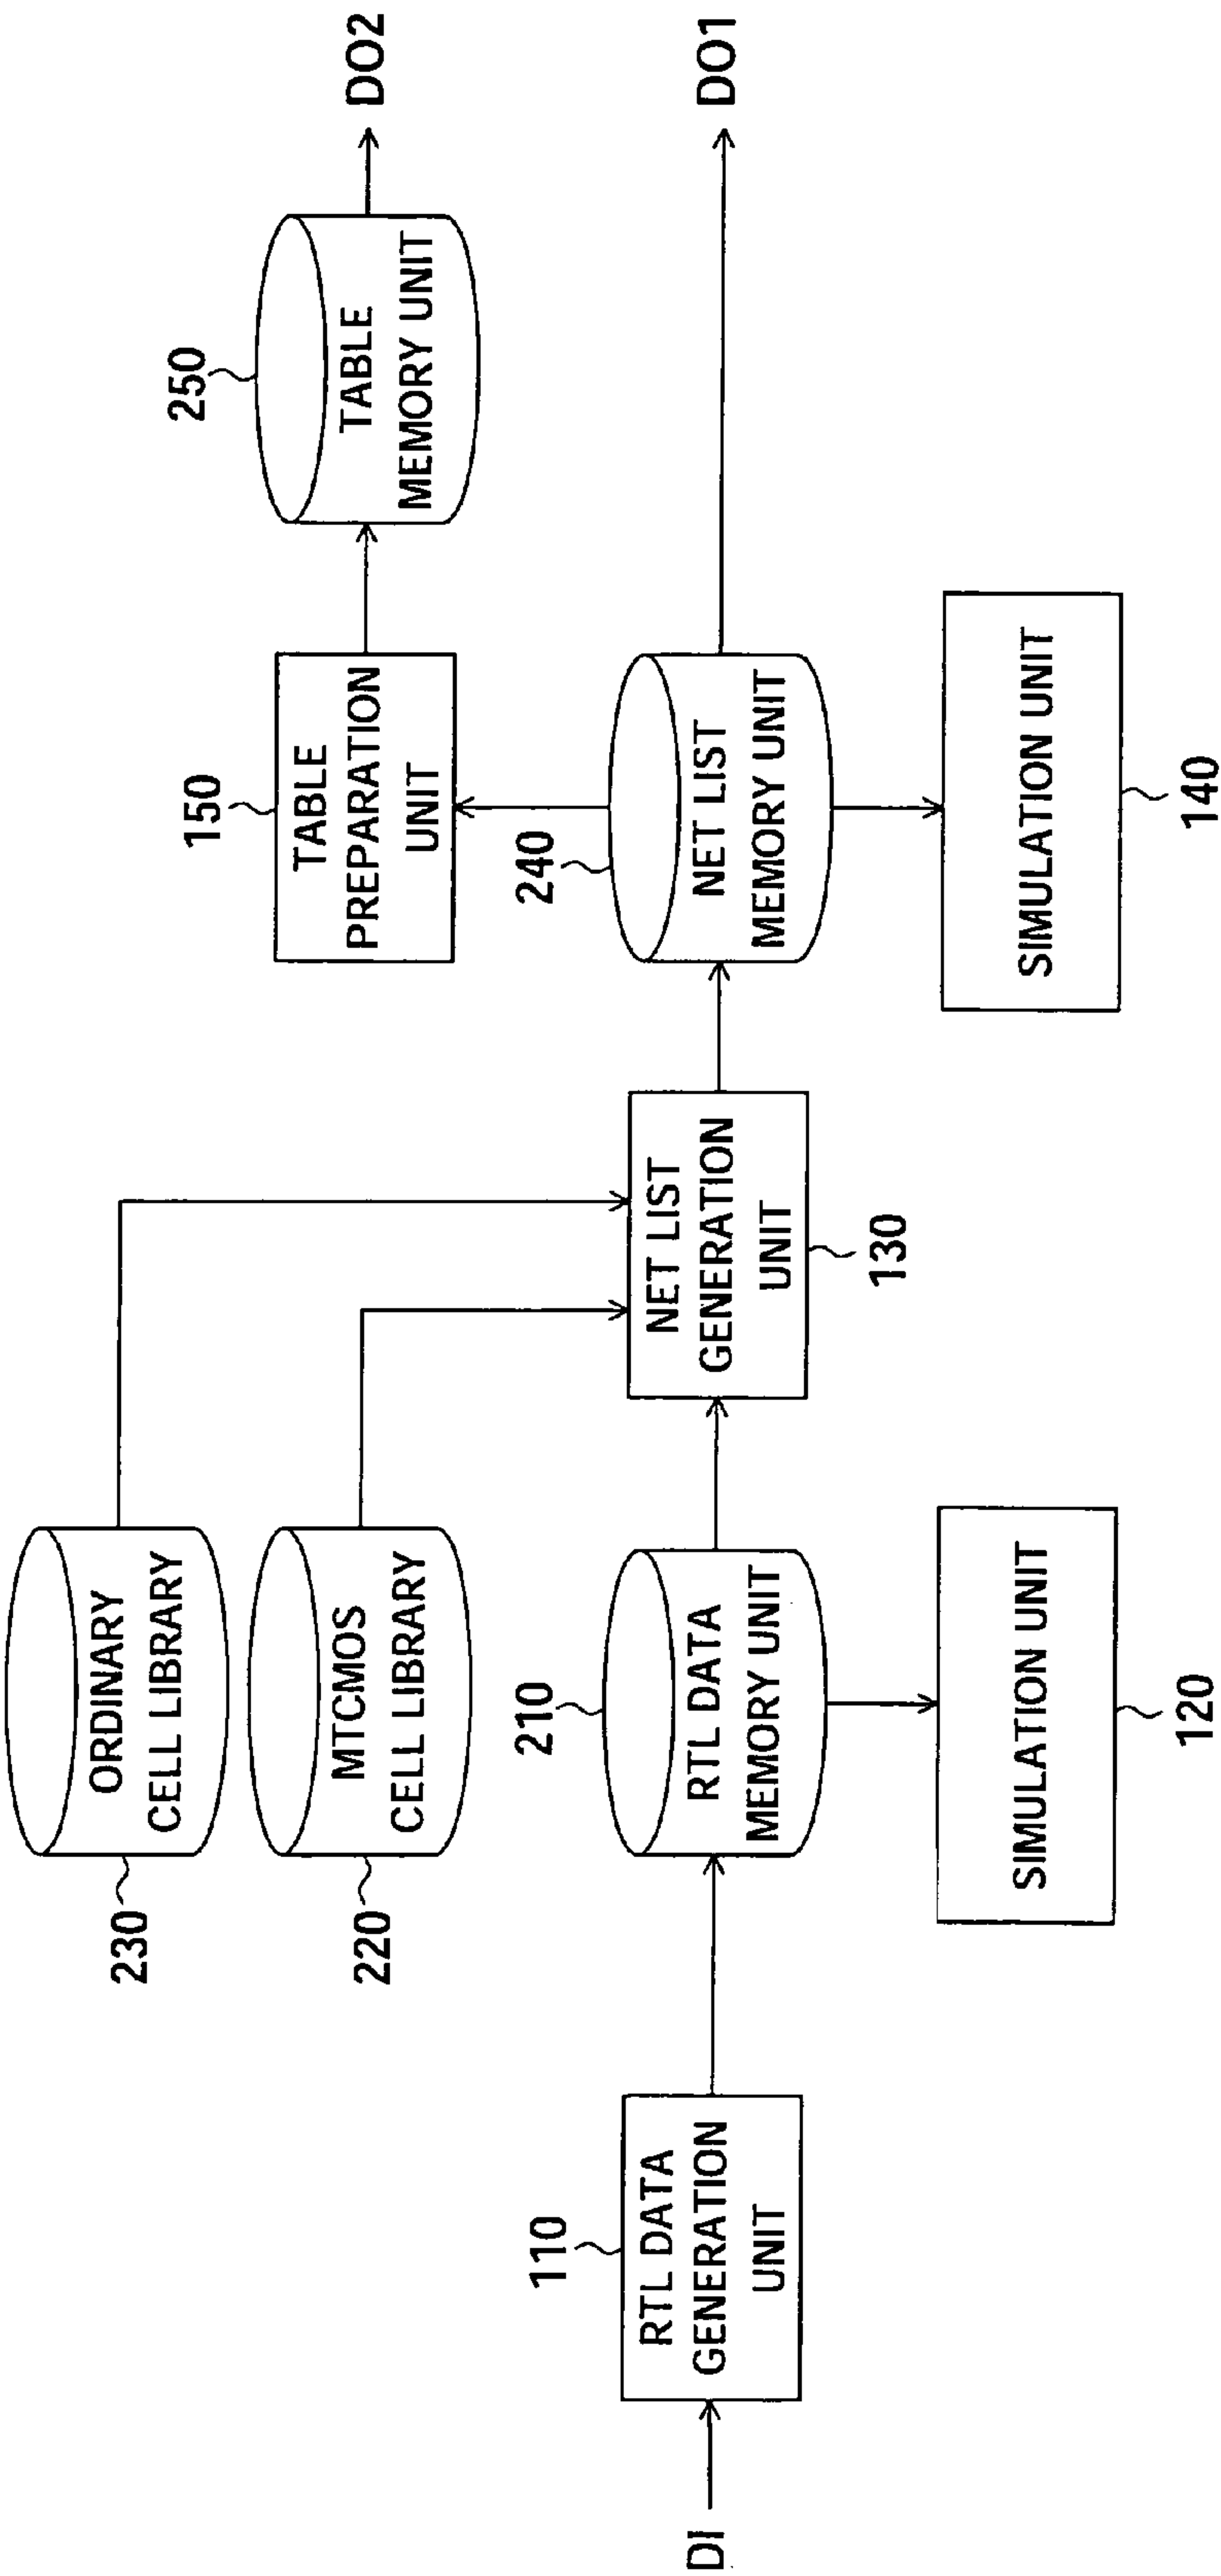 230
ORDINARY
CELL LIBRARY
220
MTCMOS
CELL LIBRARY
250
TABLE
MEMORY UNIT
DO2
150
TABLE
PREPARATION
UNIT
DI
110
RTL DATA
GENERATION
UNIT
210
RTL DATA
MEMORY UNIT
NET LIST
GENERATION
UNIT
130
240
NET LIST
MEMORY UNIT
DO1
SIMULATION UNIT
120
SIMULATION UNIT
140